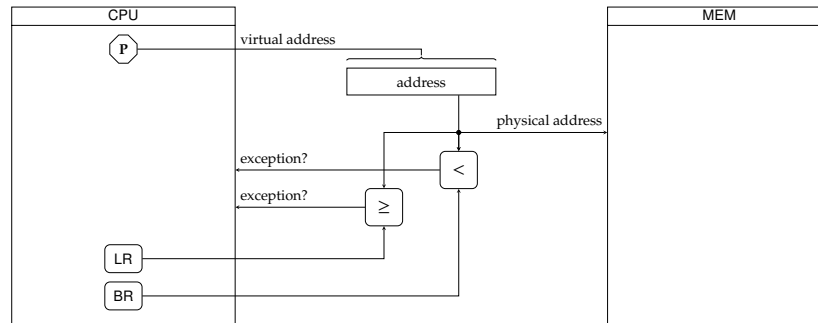 CPU
MEM
P
virtual address
address
physical address
exception?
<
exception?
≥
LR
BR